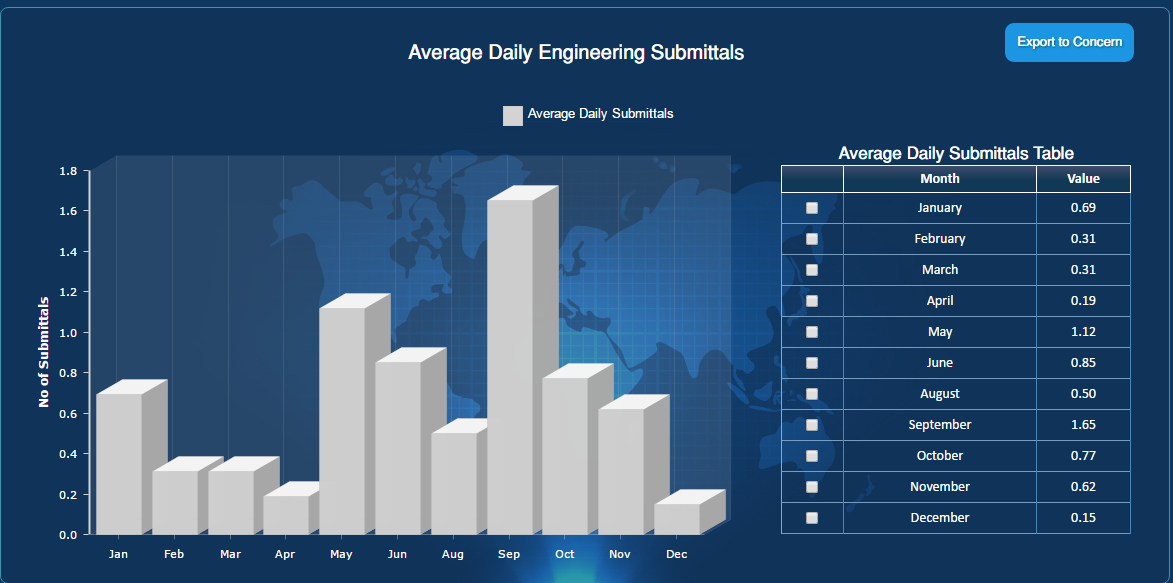 Average Daily Engineering Submittals
Export to Concern
Average Daily Submittals
No of Submittals
1.8
1.6
1.4
1.2
1.0
0.8
0.6
0.4
0.2
0.0
Jan Feb Mar Apr May Jun Aug Sep Oct Nov Dec
Average Daily Submittals Table
Month Value
January 0.69
February 0.31
March 0.31
April 0.19
May 1.12
June 0.85
August 0.50
September 1.65
October 0.77
November 0.62
December 0.15